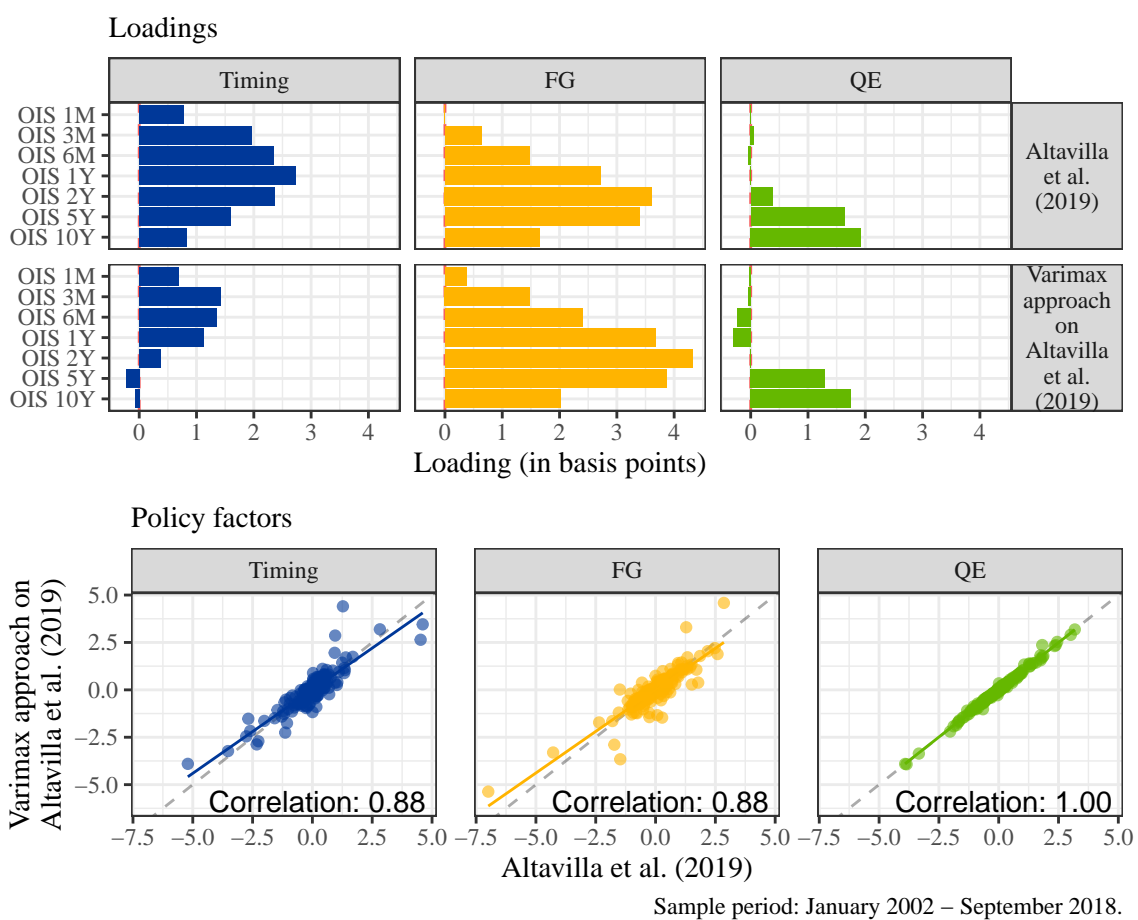 Loadings
Timing
FG
QE
OIS 1M
OIS 3M
OIS 6M
OIS 1Y
OIS 2Y
OIS 5Y
OIS 10Y
Altavilla
et al.
(2019)
OIS 1M
OIS 3M
OIS 6M
OIS 1Y
OIS 2Y
OIS 5Y
OIS 10Y
Varimax
approach
on
Altavilla
et al.
(2019)
0 1 2 3 4
0 1 2 3 4
0 1 2 3 4
Loading (in basis points)
Policy factors
Timing
FG
QE
Varimax approach on
Altavilla et al. (2019)
5.0
2.5
0.0
−2.5
−5.0
Correlation: 0.88
Correlation: 0.88
Correlation: 1.00
−7.5 −5.0 −2.5 0.0 2.5 5.0
−7.5 −5.0 −2.5 0.0 2.5 5.0
−7.5 −5.0 −2.5 0.0 2.5 5.0
Altavilla et al. (2019)
Sample period: January 2002 – September 2018.